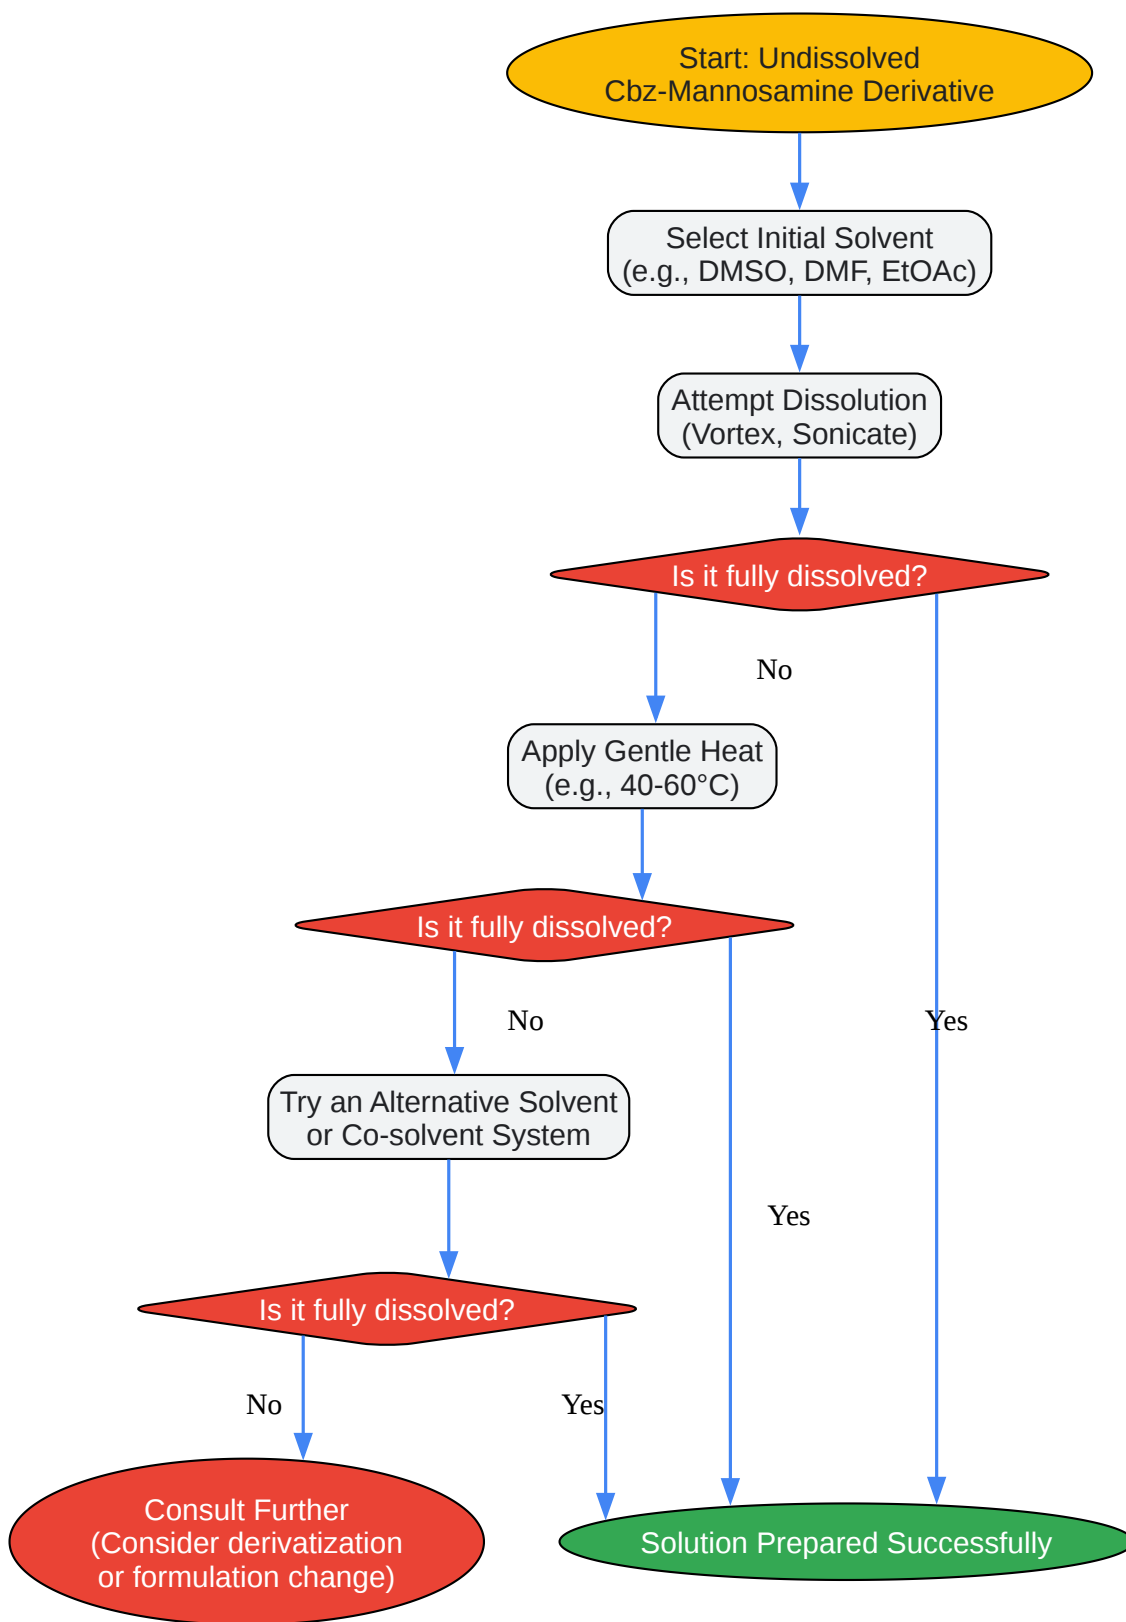 Start: Undissolved
Cbz-Mannosamine Derivative
Select Initial Solvent
(e.g., DMSO, DMF, EtOAc)
Attempt Dissolution
(Vortex, Sonicate)
Is it fully dissolved?
No
Apply Gentle Heat
(e.g., 40-60°C)
Is it fully dissolved?
No
Yes
Try an Alternative Solvent
or Co-solvent System
Yes
Is it fully dissolved?
No
Yes
Consult Further
(Consider derivatization
or formulation change)
Solution Prepared Successfully